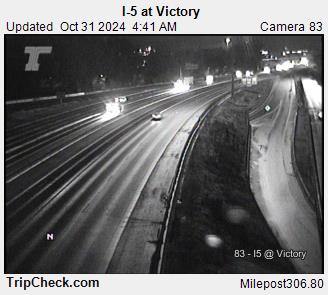 I-5 at Victory
Updated Oct 31 2024 4:41 AM Camera 83
T
N
83 - I5 @ Victory
TripCheck.com Milepost306.80